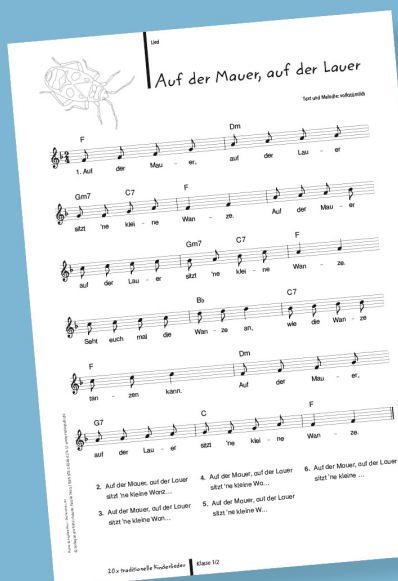 Lied
Auf der Mauer, auf der Lauer
Text und Melodie: volkstümlich
F Dm
1. Auf der Mau – er, auf der Lau – er
Gm7 C7 F
sitzt 'ne klei – ne Wan – ze. Auf der Mau – er
Gm7 C7 F
auf der Lau – er sitzt 'ne klei – ne Wan – ze.
B♭ C7
Seht euch mal die Wan – ze an, wie die Wan – ze
F Dm
tan – zen kann. Auf der Mau – er,
G7 C F
auf der Lau – er sitzt 'ne klei – ne Wan – ze.
2. Auf der Mauer, auf der Lauer
sitzt 'ne kleine Wanz…
3. Auf der Mauer, auf der Lauer
sitzt 'ne kleine Wan…
4. Auf der Mauer, auf der Lauer
sitzt 'ne kleine Wa…
5. Auf der Mauer, auf der Lauer
sitzt 'ne kleine W…
6. Auf der Mauer, auf der Lauer
sitzt 'ne kleine …
20 x traditionelle Kinderlieder Klasse 1/2